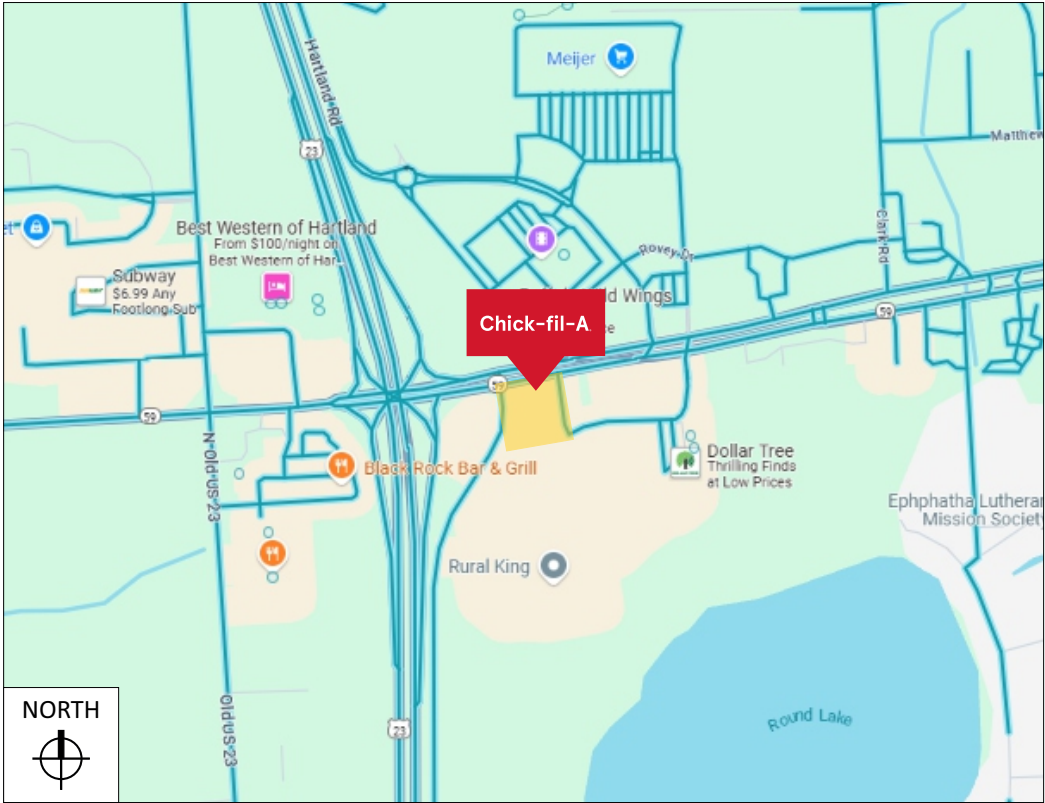 Meijer
Hartland Rd
23
Matthew
et
Best Western of Hartland
From $100/night on
Best Western of Har...
Clark Rd
Rovey Dr
Subway
$6.99 Any
Footlong Sub
d Wings
Chick-fil-A
ce
59
59
59
N Old US-23
Black Rock Bar & Grill
Dollar Tree
Thrilling Finds
at Low Prices
Ephphatha Lutheran
Mission Society
Rural King
Old US-23
NORTH
23
Round Lake